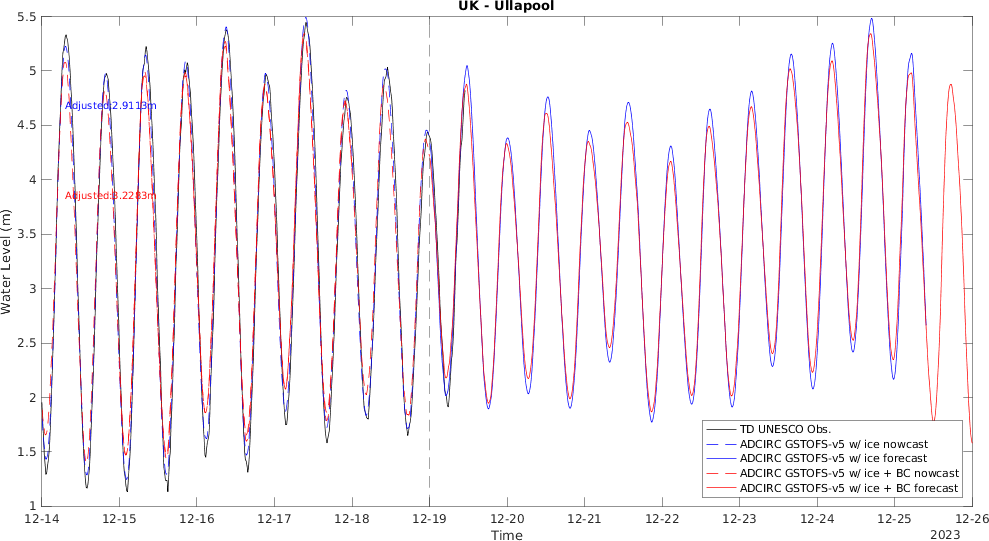 UK - Ullapool
5.5
5
4.5
4
3.5
3
2.5
2
1.5
1
Water Level (m)
Adjusted:2.9113m
Adjusted:3.2283m
TD UNESCO Obs.
ADCIRC GSTOFS-v5 w/ ice nowcast
ADCIRC GSTOFS-v5 w/ ice forecast
ADCIRC GSTOFS-v5 w/ ice + BC nowcast
ADCIRC GSTOFS-v5 w/ ice + BC forecast
12-14 12-15 12-16 12-17 12-18 12-19 12-20 12-21 12-22 12-23 12-24 12-25 12-26
Time
2023